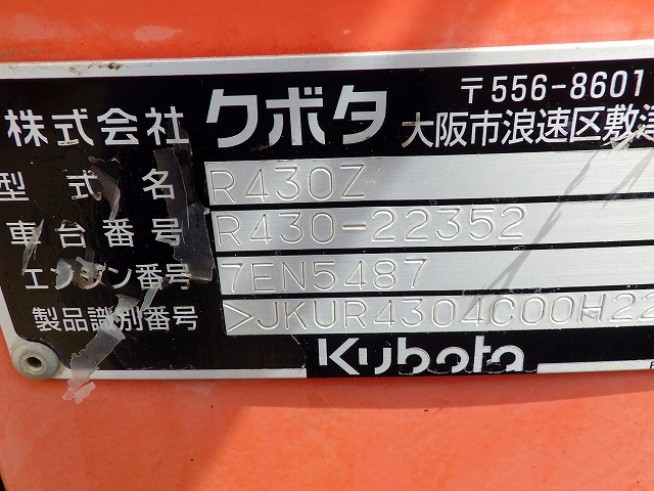 株式会社 クボタ 〒556-8601
大阪市浪速区敷津
型式名 R430Z
車台番号 R430-22352
エンジン番号 7EN5487
製品識別番号 >JKUR4304C00H22
Kubota